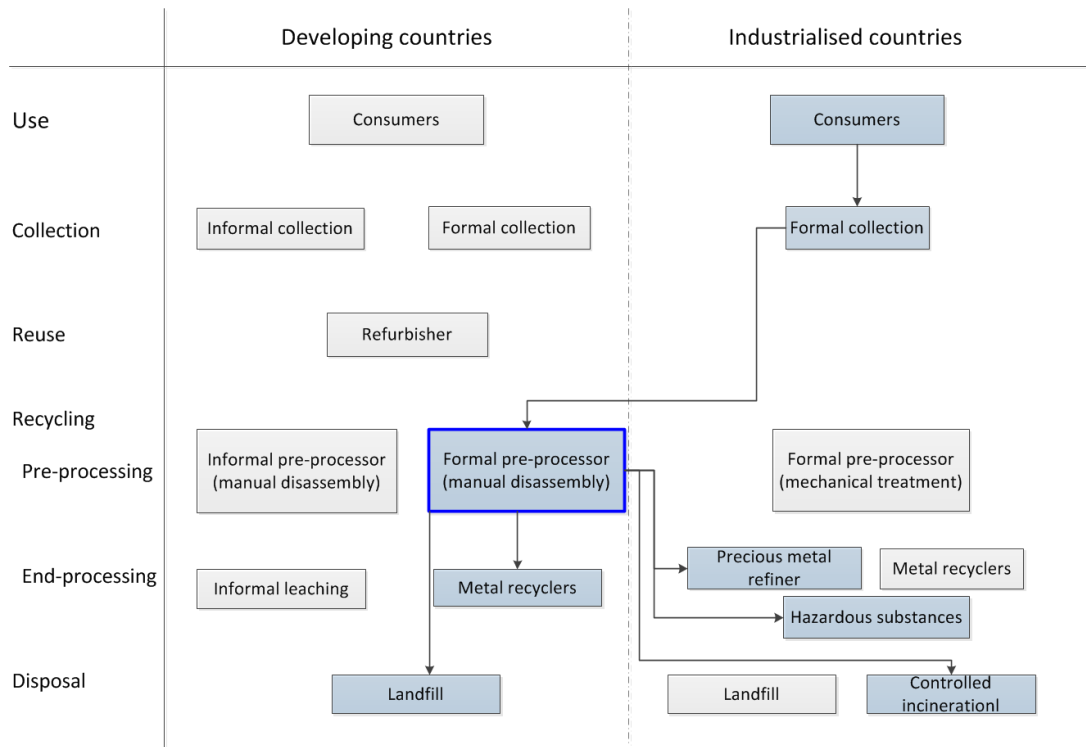 Developing countries
Industrialised countries
Use
Consumers
Consumers
Collection
Informal collection
Formal collection
Formal collection
Reuse
Refurbisher
Recycling
Pre-processing
Informal pre-processor
(manual disassembly)
Formal pre-processor
(manual disassembly)
Formal pre-processor
(mechanical treatment)
End-processing
Informal leaching
Metal recyclers
Precious metal
refiner
Metal recyclers
Hazardous substances
Disposal
Landfill
Landfill
Controlled
incinerationl